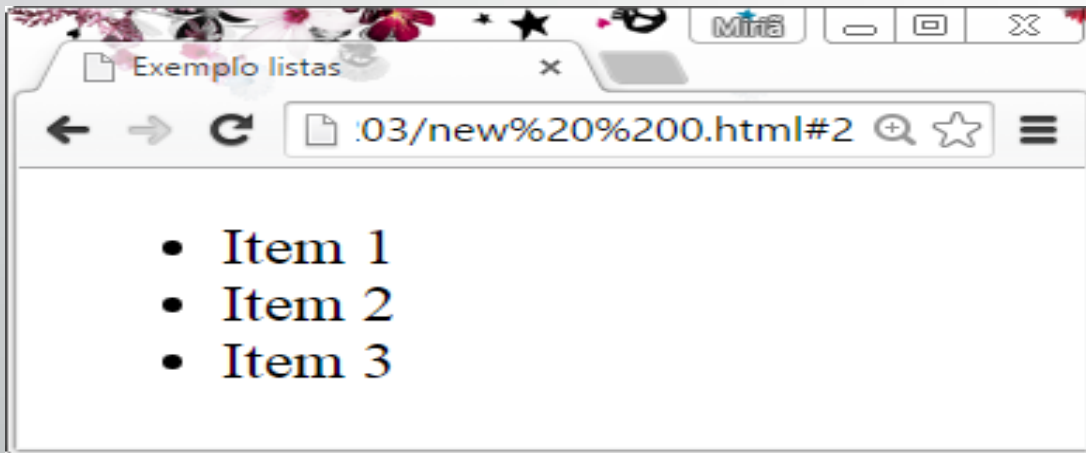 Miriã
Exemplo listas
:03/new%20%200.html#2
Item 1
Item 2
Item 3